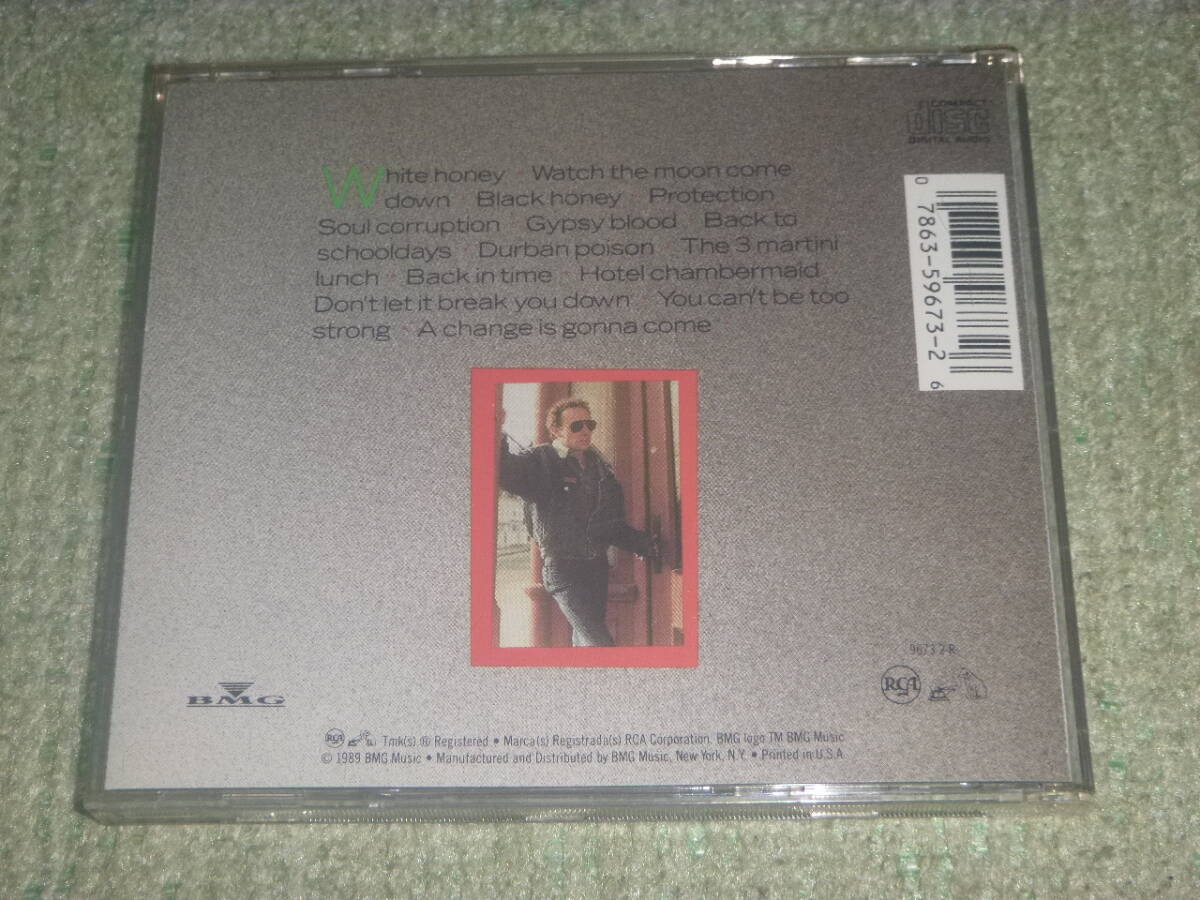 COMPACT
disc
DIGITAL AUDIO
White honey Watch the moon come
down Black honey Protection
Soul corruption Gypsy blood Back to
schooldays • Durban poison The 3 martini
lunch • Back in time • Hotel chambermaid
Don't let it break you down • You can't be too
strong • A change is gonna come
0 7863-59673-2 6
9673-2-R
BMG
RCA
RCA Tmk(s) ® Registered • Marca(s) Registrada(s) RCA Corporation. BMG logo TM BMG Music
© 1989 BMG Music • Manufactured and Distributed by BMG Music, New York, N.Y. • Printed in U.S.A.